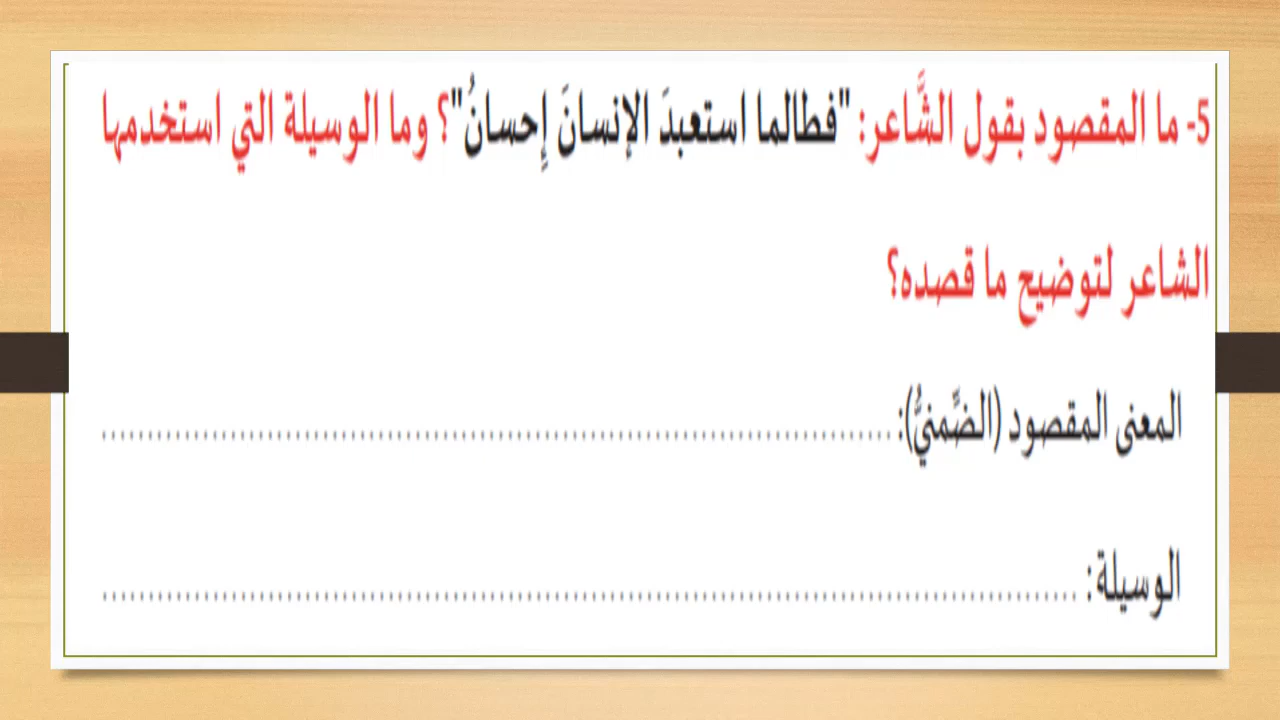 5- ما المقصود بقول الشَّاعر: "فطالما استعبدَ الإنسانَ إِحسانُ"؟ وما الوسيلة التي استخدمها
الشاعر لتوضيح ما قصده؟
المعنى المقصود (الضِّمنيُّ): ......................................................................
الوسيلة: ......................................................................................